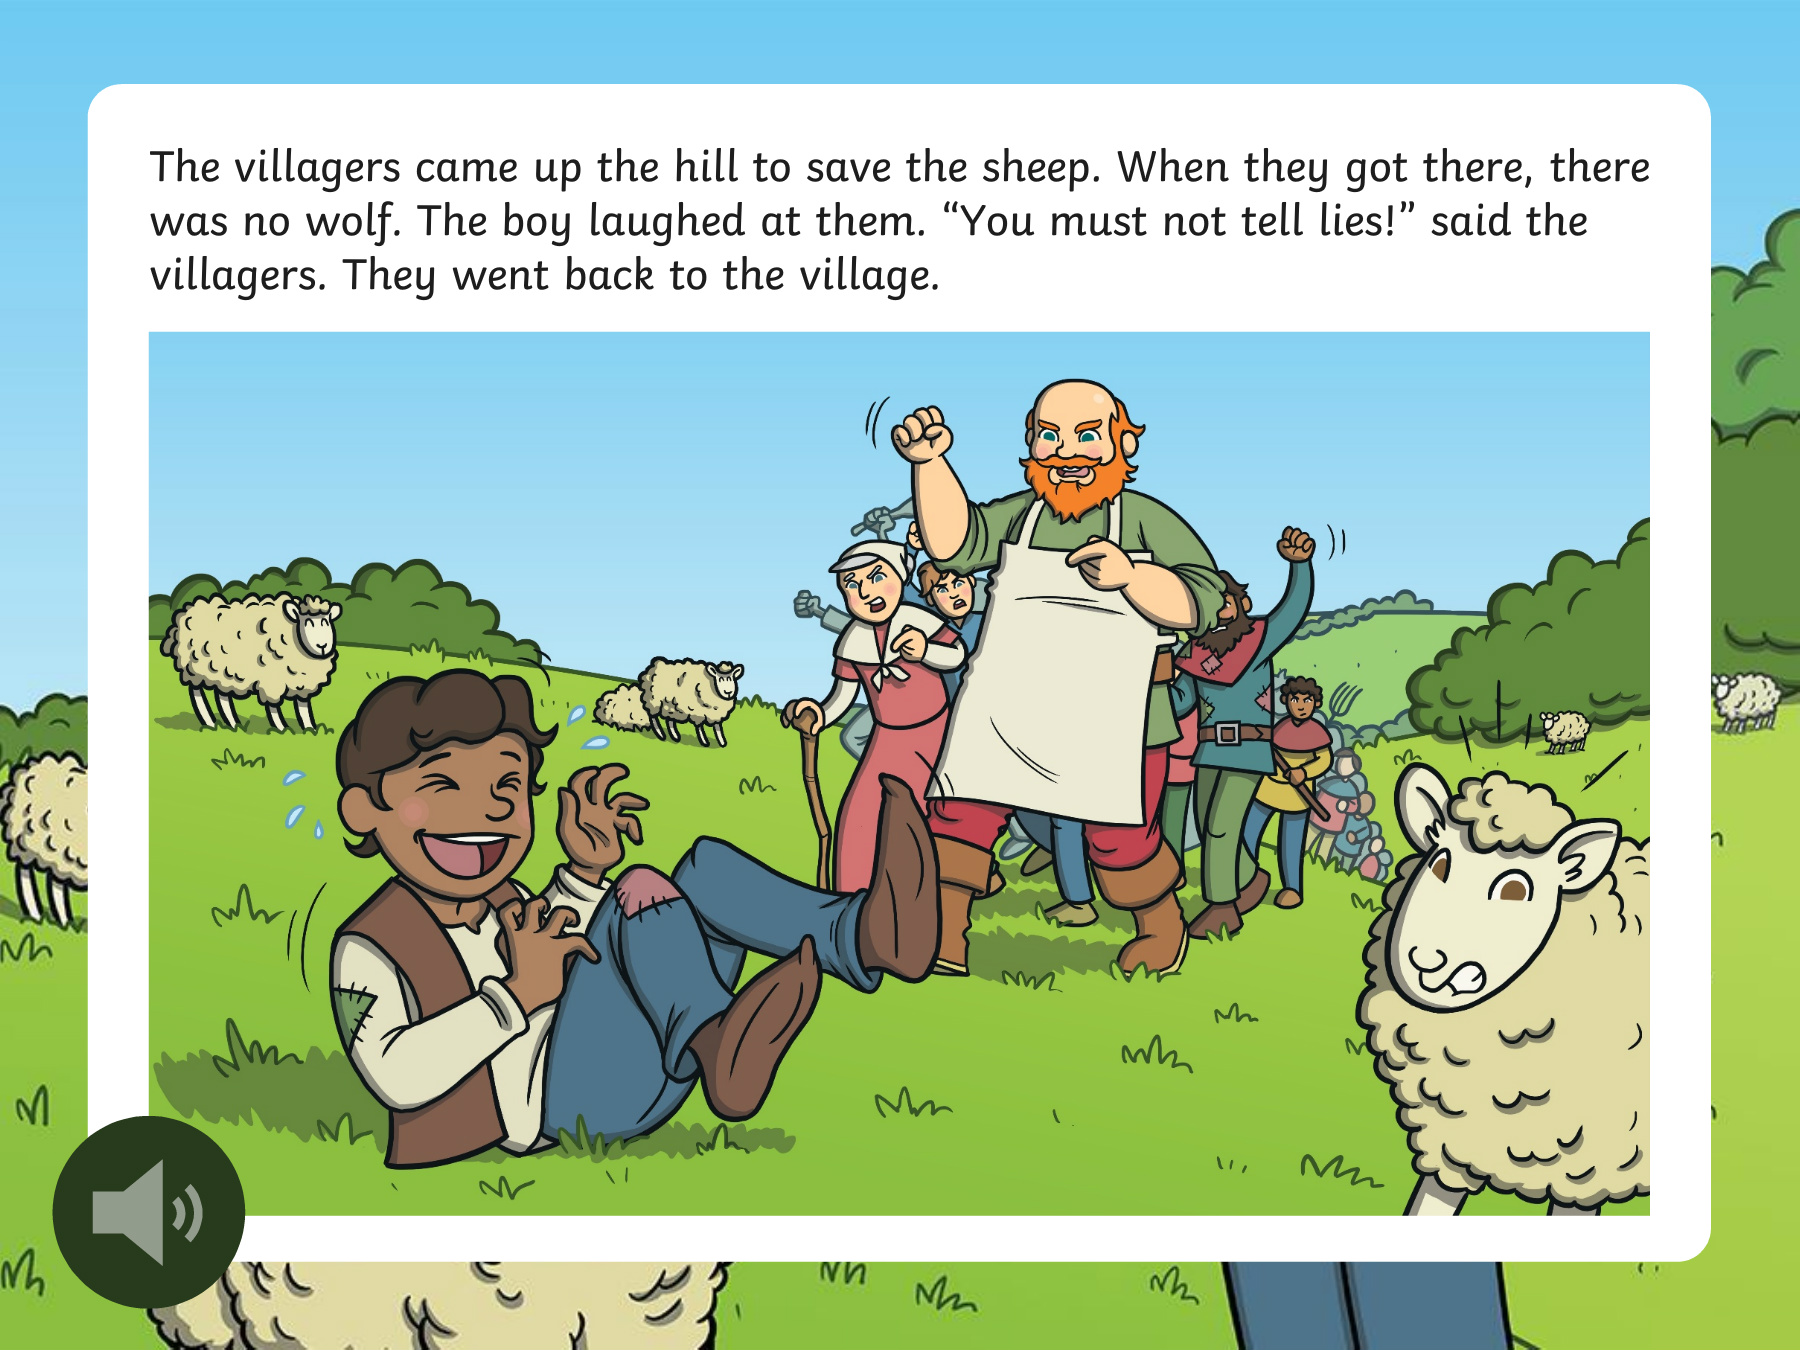 The villagers came up the hill to save the sheep. When they got there, there
was no wolf. The boy laughed at them. “You must not tell lies!” said the
villagers. They went back to the village.